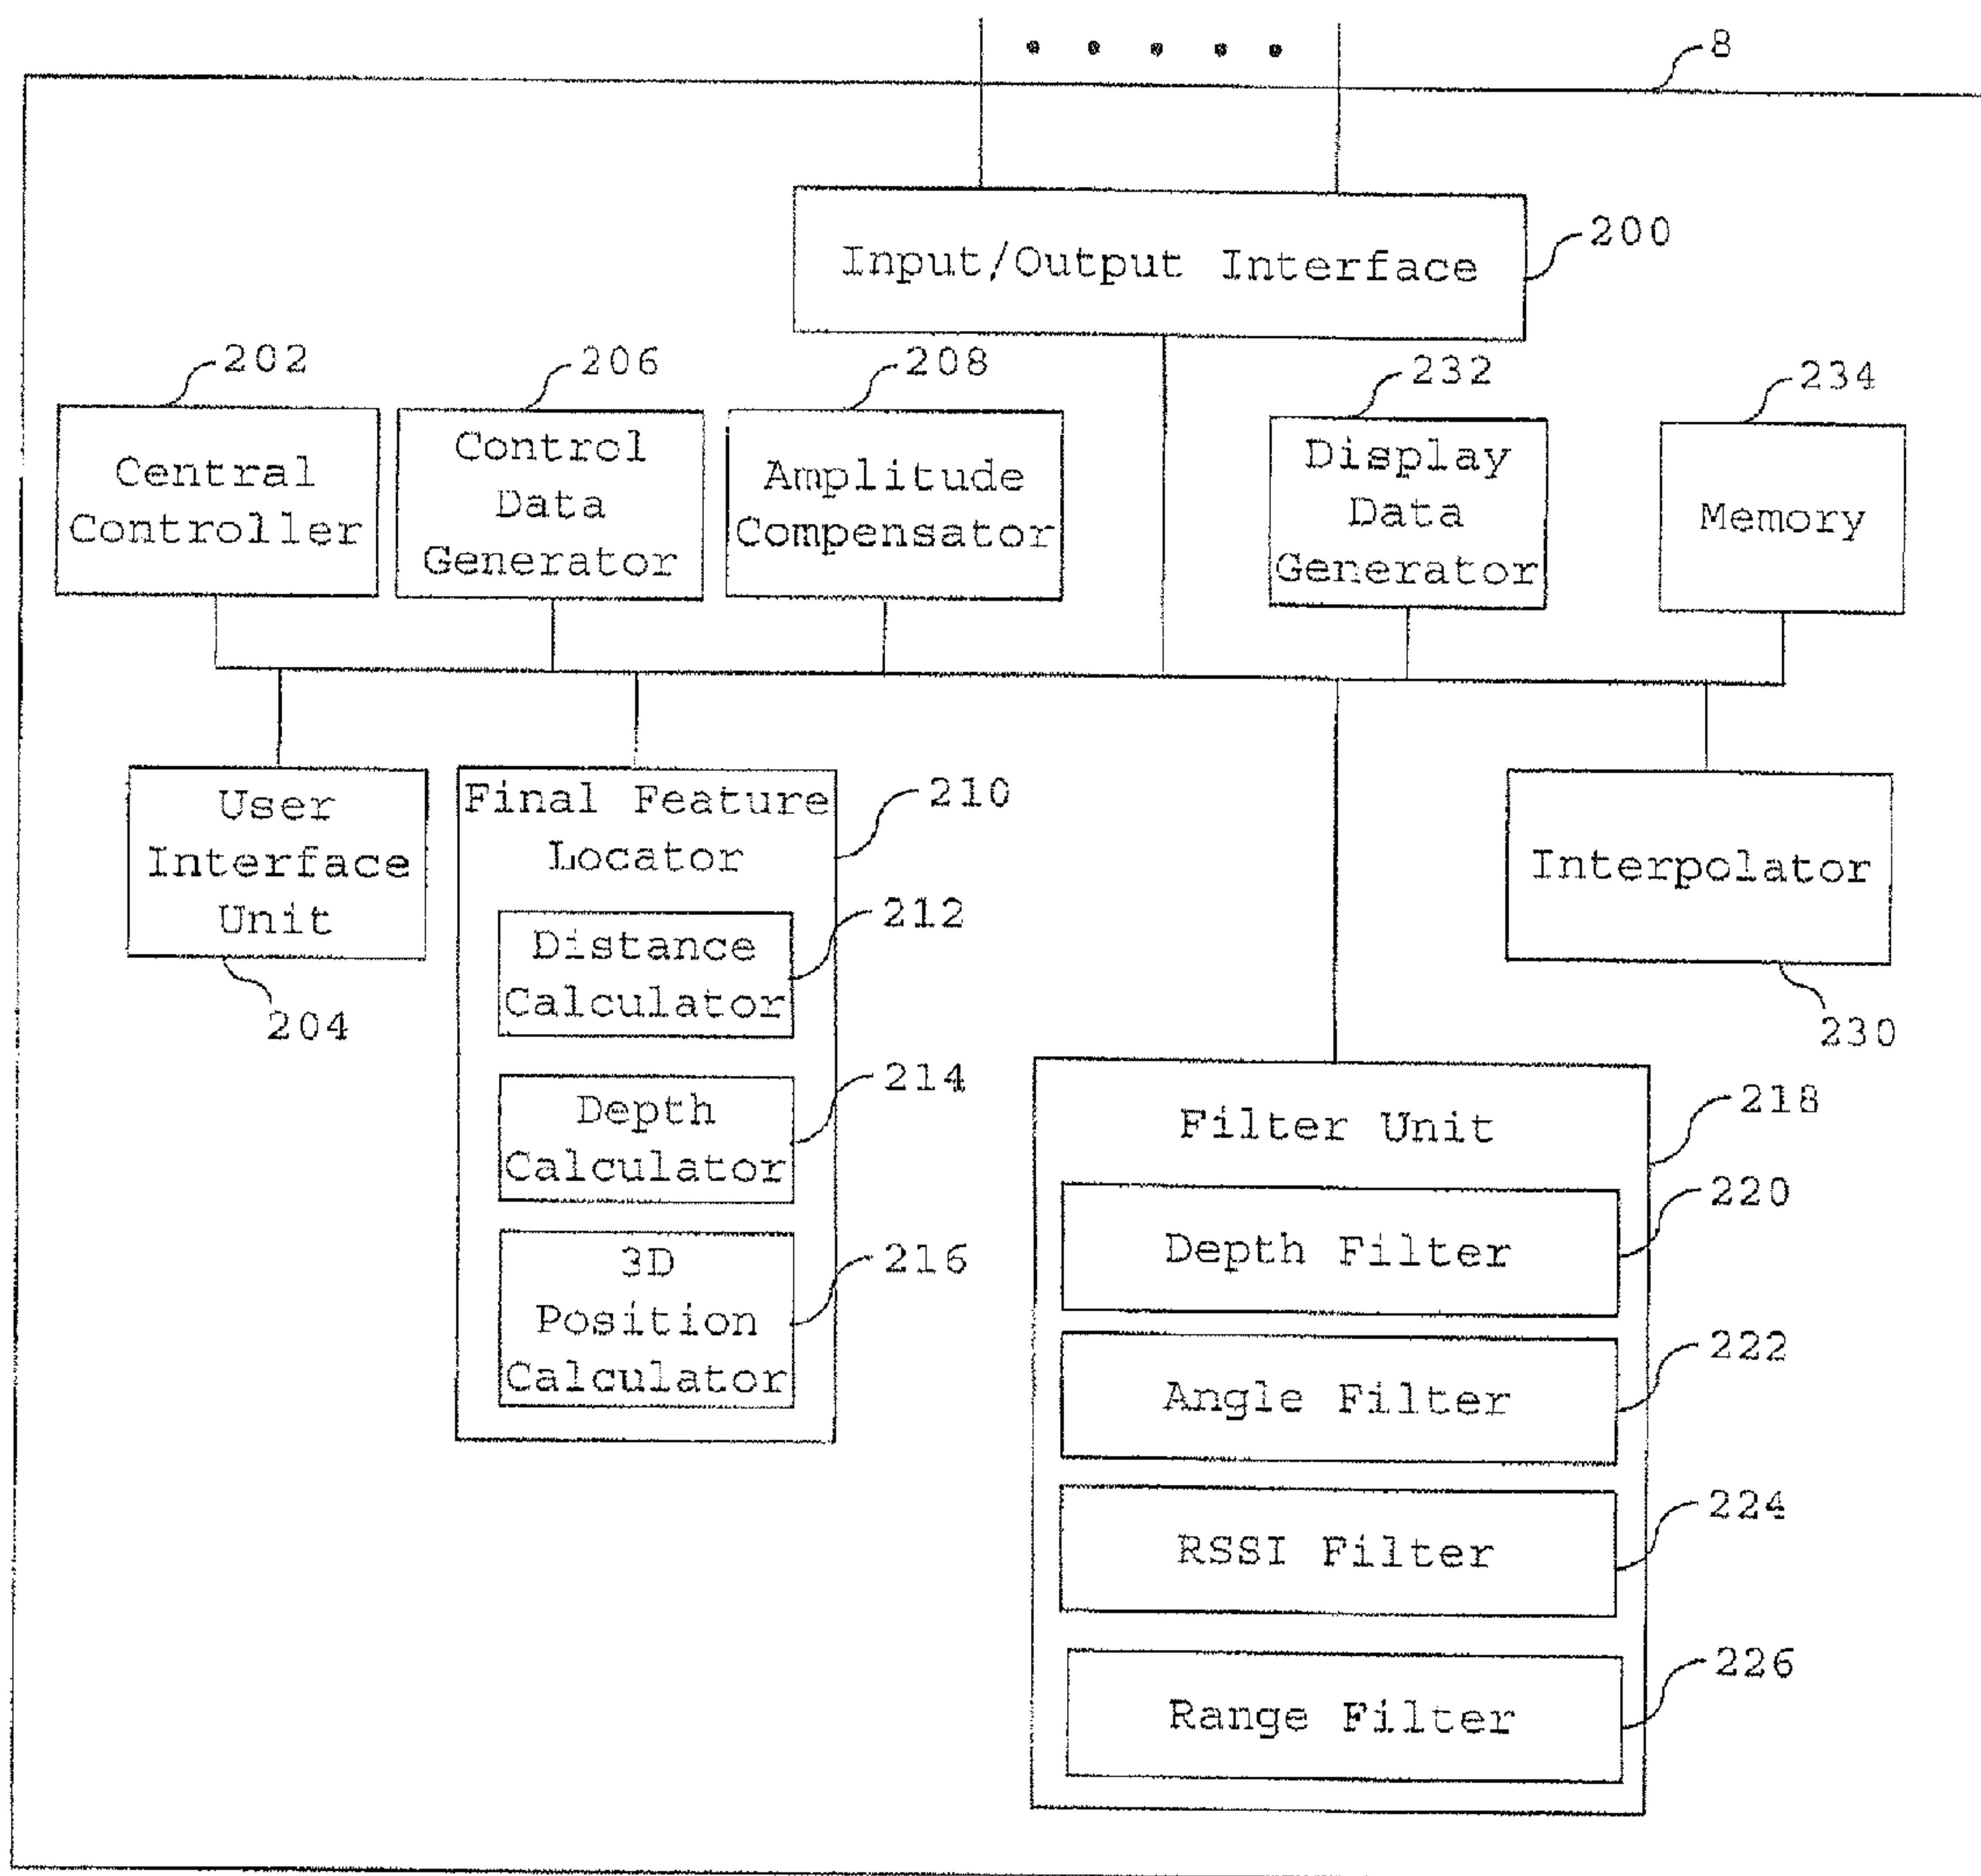 8
Input/Output Interface
200
202
206
208
232
234
Central
Controller
Control
Data
Generator
Amplitude
Compensator
Display
Data
Generator
Memory
User
Interface
Unit
204
Final Feature
Locator
210
Distance
Calculator
212
Depth
Calculator
214
3D
Position
Calculator
216
Interpolator
230
Filter Unit
218
Depth Filter
220
Angle Filter
222
RSSI Filter
224
Range Filter
226